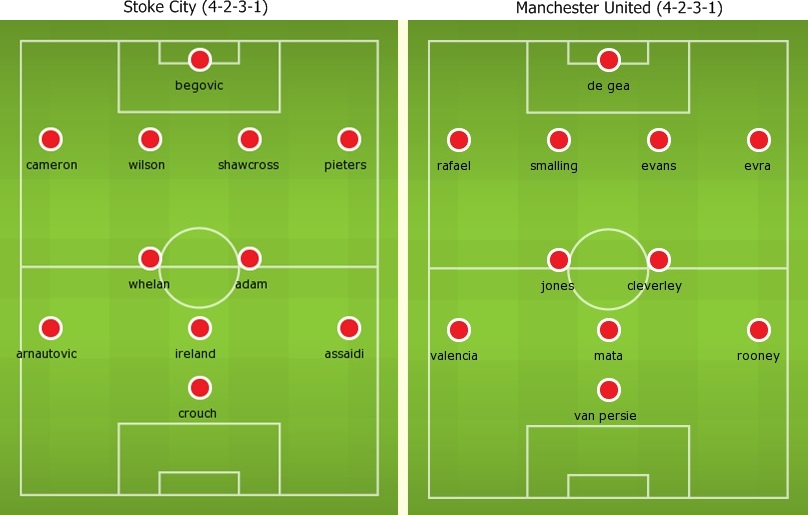 Stoke City (4-2-3-1)
begovic
cameron wilson shawcross pieters
whelan adam
arnautovic ireland assaidi
crouch
Manchester United (4-2-3-1)
de gea
rafael smalling evans evra
jones cleverley
valencia mata rooney
van persie